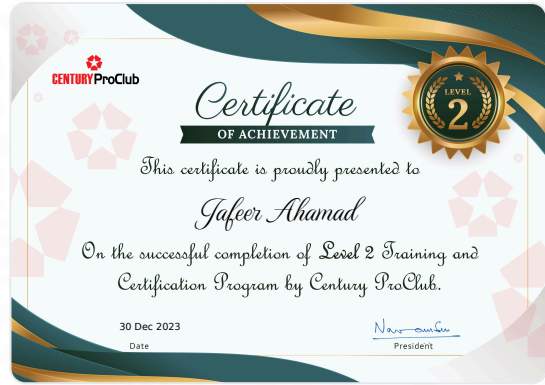 CENTURY ProClub
Certificate
OF ACHIEVEMENT
LEVEL
2
This certificate is proudly presented to
Jafeer Ahamad
On the successful completion of Level 2 Training and
Certification Program by Century ProClub.
30 Dec 2023
Date
President